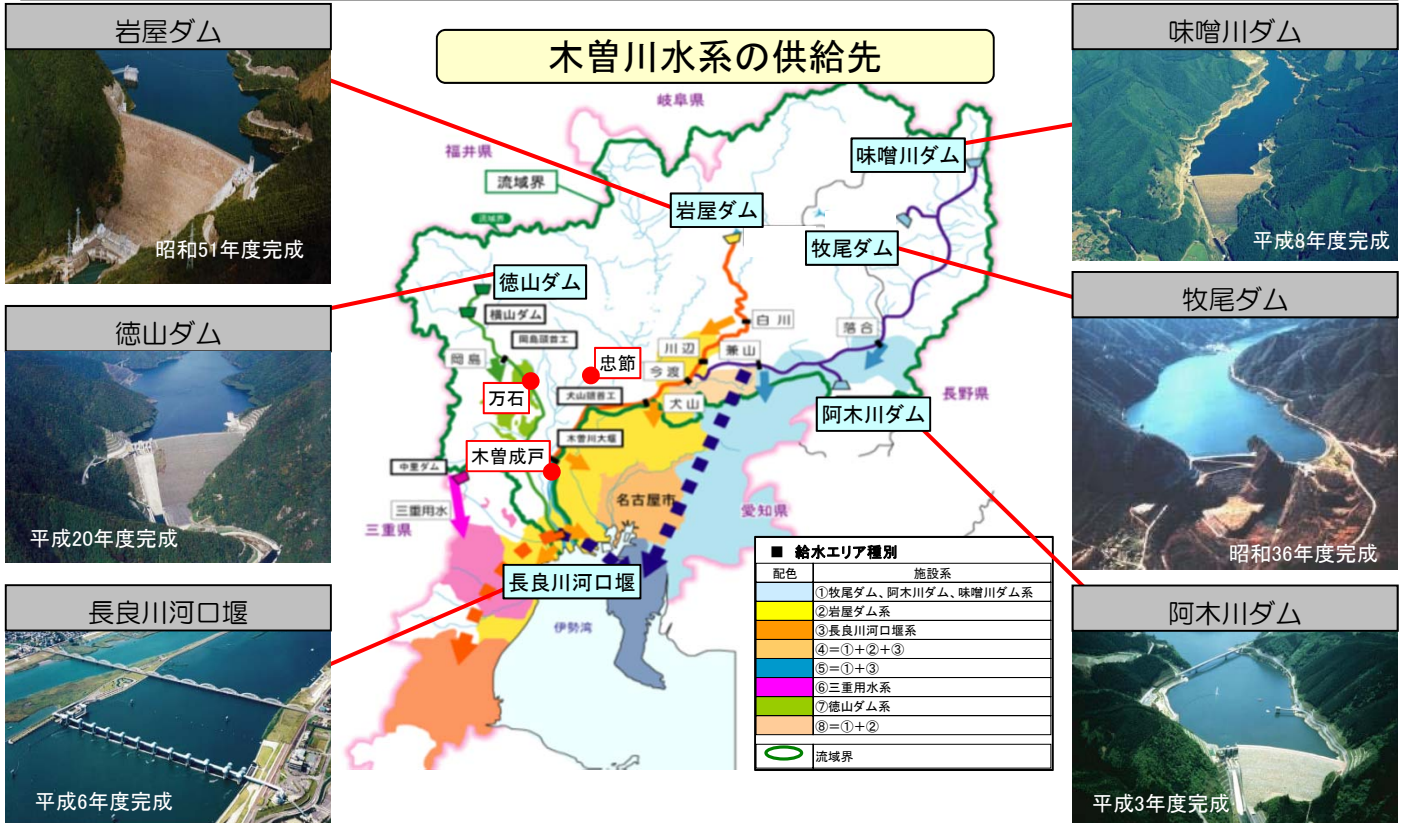 木曽川水系の供給先
岩屋ダム
昭和51年度完成
徳山ダム
平成20年度完成
長良川河口堰
平成6年度完成
味噌川ダム
平成8年度完成
牧尾ダム
昭和36年度完成
阿木川ダム
平成3年度完成
岐阜県
福井県
流域界
流域界
味噌川ダム
岩屋ダム
牧尾ダム
徳山ダム
横山ダム
岡島頭首工
岡島
万石
忠節
白川
川辺
兼山
落合
今渡
犬山頭首工
犬山
長野県
阿木川ダム
木曽川大堰
木曽成戸
中里ダム
三重用水
三重県
名古屋市
愛知県
長良川河口堰
伊勢湾
■ 給水エリア種別
配色 施設系
①牧尾ダム、阿木川ダム、味噌川ダム系
②岩屋ダム系
③長良川河口堰系
④=①+②+③
⑤=①+③
⑥三重用水系
⑦徳山ダム系
⑧=①+②
流域界